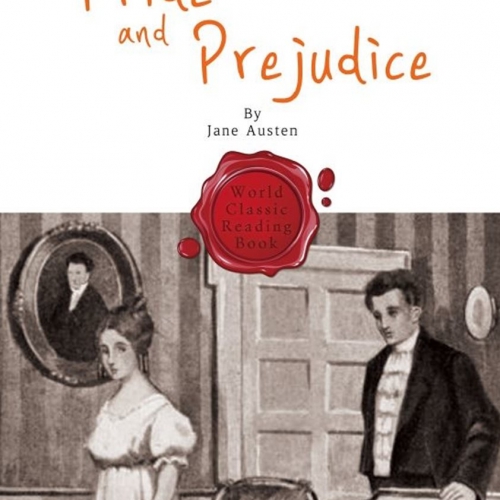 and
Prejudice
By
Jane Austen
World
Classic
Reading
Book